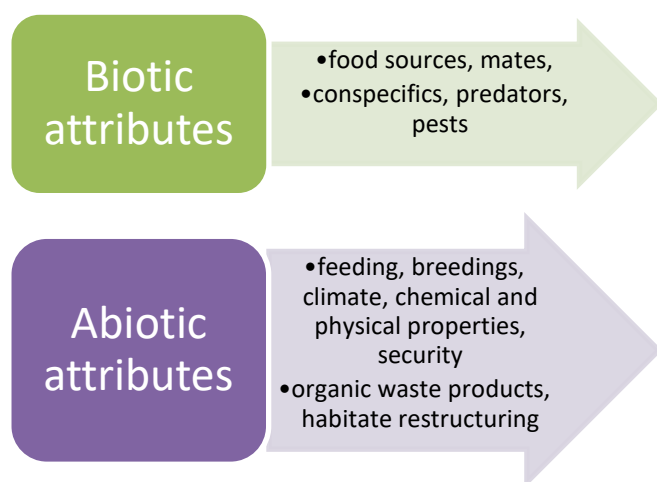 Biotic
attributes
•food sources, mates,
•conspecifics, predators,
pests
Abiotic
attributes
•feeding, breedings,
climate, chemical and
physical properties,
security
•organic waste products,
habitate restructuring